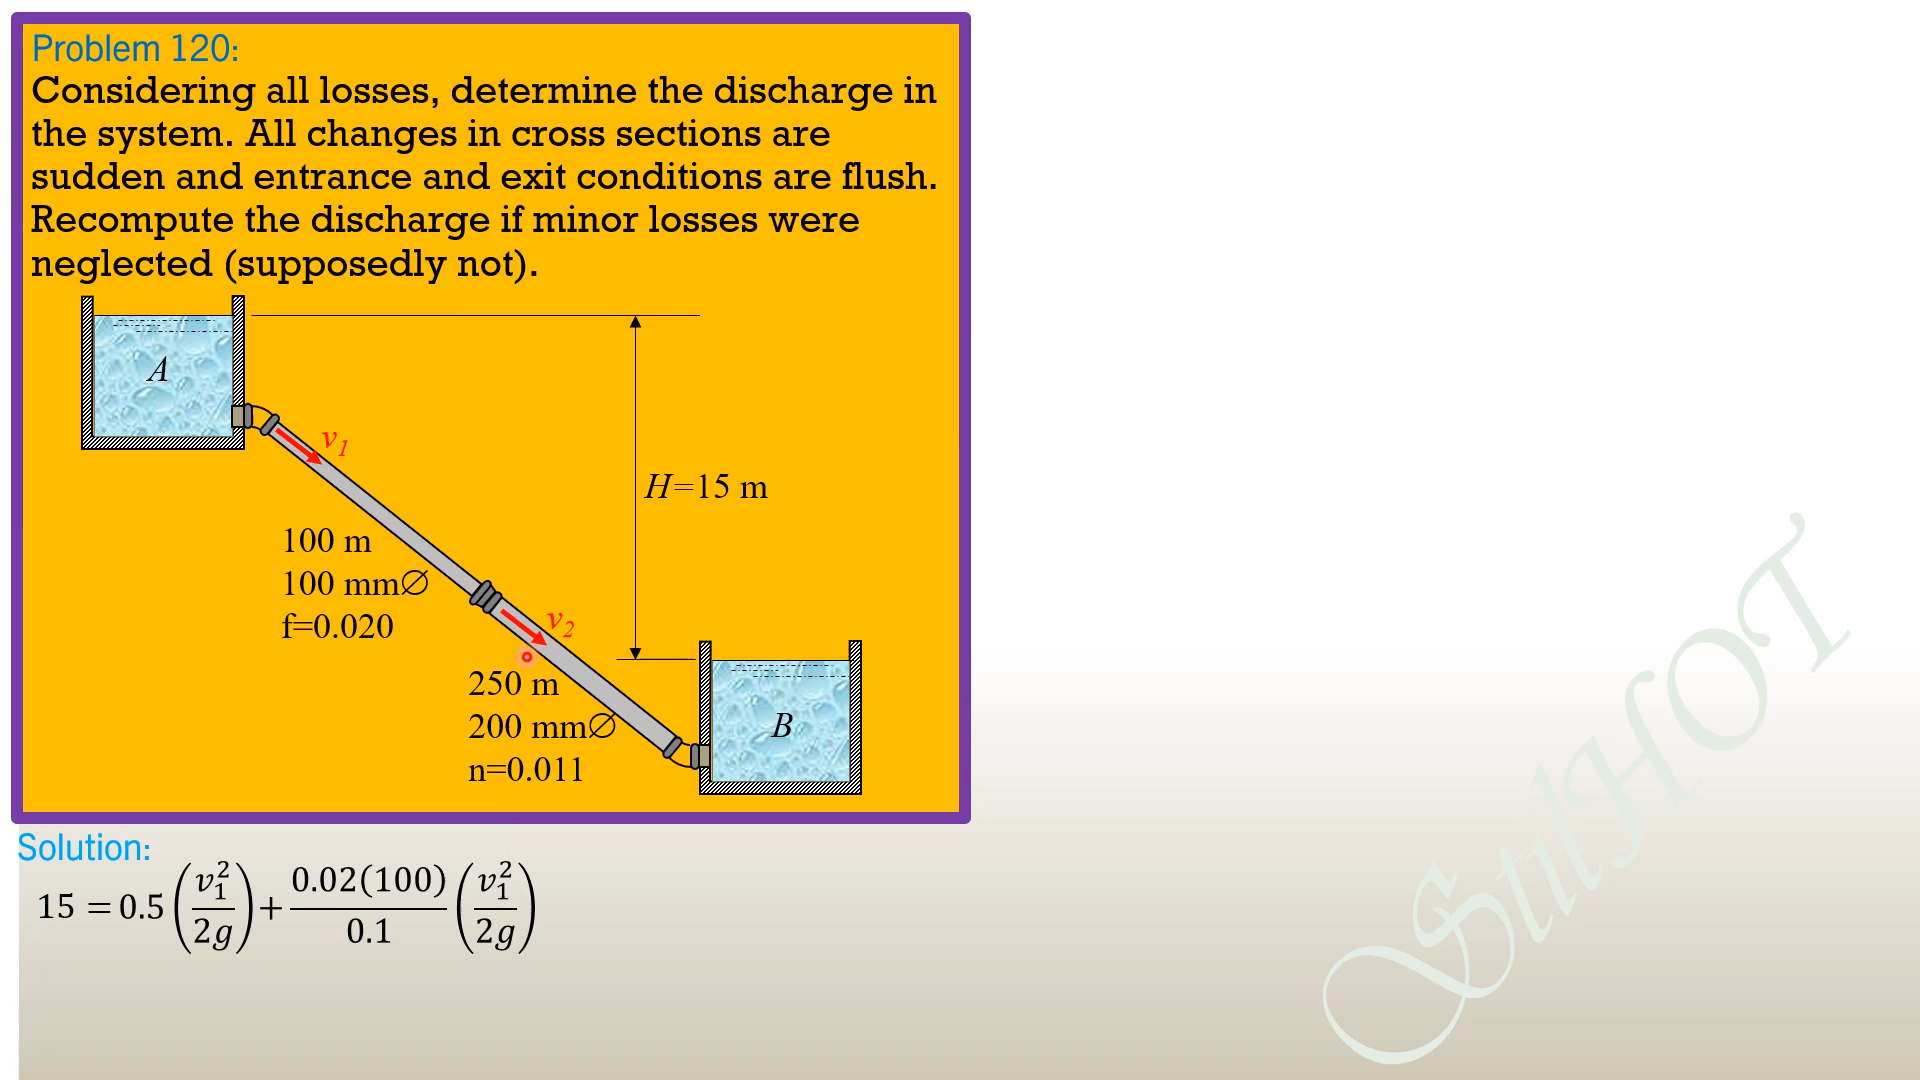 Problem 120:
Considering all losses, determine the discharge in
the system. All changes in cross sections are
sudden and entrance and exit conditions are flush.
Recompute the discharge if minor losses were
neglected (supposedly not).
A
v₁
H=15 m
100 m
100 mm∅
f=0.020
v₂
250 m
200 mm∅
n=0.011
B
Solution:
15 = 0.5 (v₁²/2g) + 0.02(100)/0.1 (v₁²/2g)
StilHOT